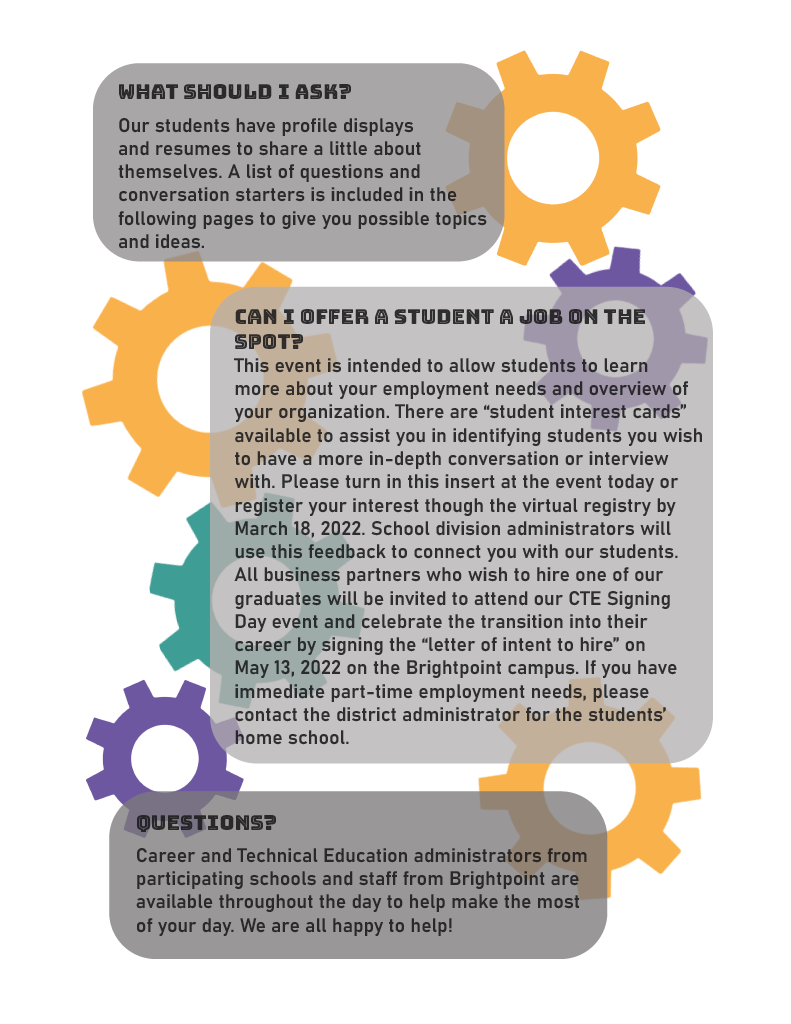 WHAT SHOULD I ASK?
Our students have profile displays
and resumes to share a little about
themselves. A list of questions and
conversation starters is included in the
following pages to give you possible topics
and ideas.
CAN I OFFER A STUDENT A JOB ON THE
SPOT?
This event is intended to allow students to learn
more about your employment needs and overview of
your organization. There are “student interest cards”
available to assist you in identifying students you wish
to have a more in-depth conversation or interview
with. Please turn in this insert at the event today or
register your interest though the virtual registry by
March 18, 2022. School division administrators will
use this feedback to connect you with our students.
All business partners who wish to hire one of our
graduates will be invited to attend our CTE Signing
Day event and celebrate the transition into their
career by signing the “letter of intent to hire” on
May 13, 2022 on the Brightpoint campus. If you have
immediate part-time employment needs, please
contact the district administrator for the students’
home school.
QUESTIONS?
Career and Technical Education administrators from
participating schools and staff from Brightpoint are
available throughout the day to help make the most
of your day. We are all happy to help!